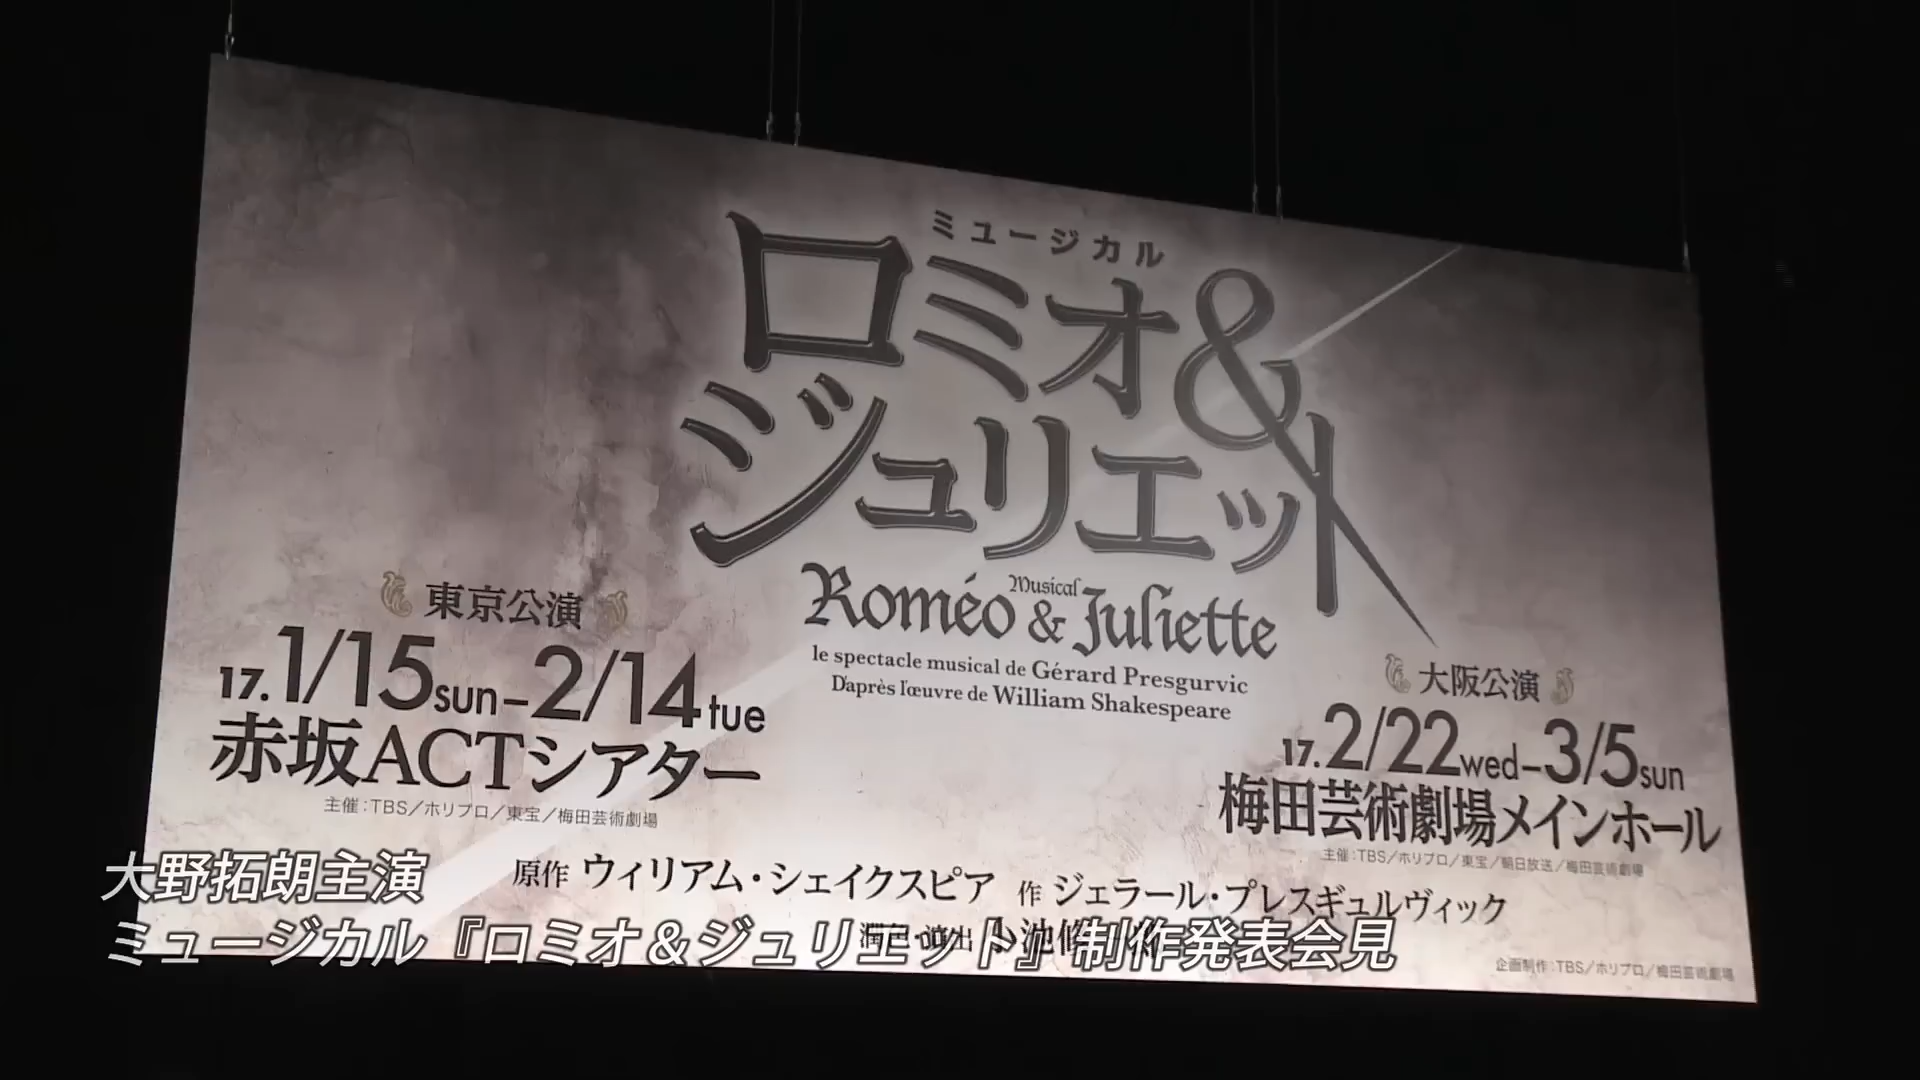 ミュージカル
ロミオ&
ジュリエット
Musical
Roméo & Juliette
le spectacle musical de Gérard Presgurvic
D'après l'œuvre de William Shakespeare
東京公演
17.1/15sun–2/14tue
赤坂ACTシアター
主催：TBS／ホリプロ／東宝／梅田芸術劇場
大阪公演
17.2/22wed–3/5sun
梅田芸術劇場メインホール
主催：TBS／ホリプロ／東宝／朝日放送／梅田芸術劇場
原作 ウィリアム・シェイクスピア 作 ジェラール・プレスギュルヴィック
潤色・演出 小池修
企画制作：TBS／ホリプロ／梅田芸術劇場
大野拓朗主演
ミュージカル『ロミオ&ジュリエット』制作発表会見